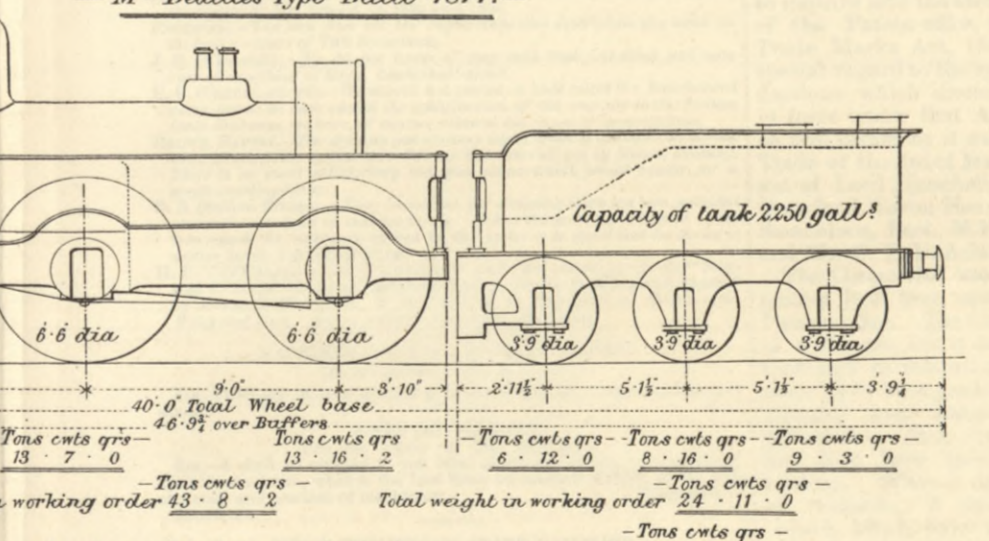 Capacity of tank 2250 gall.s
6·6 dia 6·6 dia 3·9 dia 3·9 dia 3·9 dia
9·0" 3'·10" 2'·11½" 5'·1½" 5'·1½" 3'·9¼"
40'·0" Total Wheel base
46'·9¾" over Buffers
Tons cwts qrs Tons cwts qrs Tons cwts qrs Tons cwts qrs Tons cwts qrs
13 · 7 · 0 13 · 16 · 2 6 · 12 · 0 8 · 16 · 0 9 · 3 · 0
Tons cwts qrs Tons cwts qrs
working order 43 · 8 2 Total weight in working order 24 · 11 · 0
Tons cwts qrs